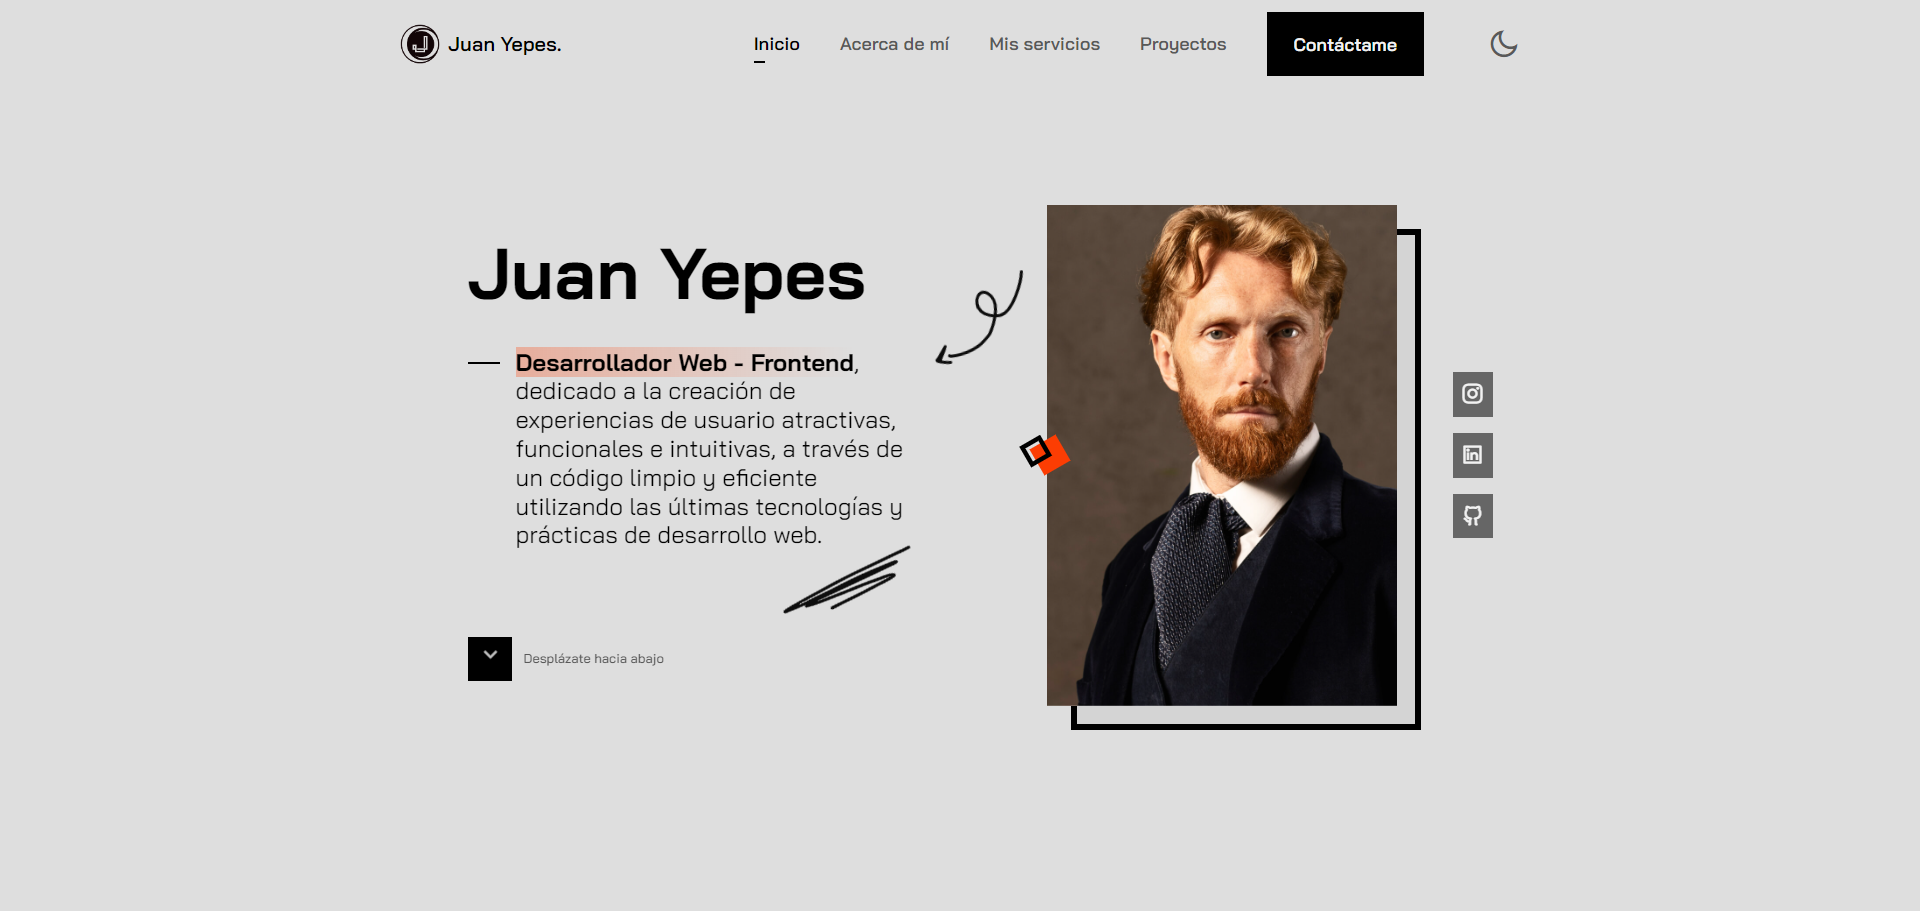 Juan Yepes.
Inicio
Acerca de mí
Mis servicios
Proyectos
Contáctame
Juan Yepes
Desarrollador Web - Frontend,
dedicado a la creación de
experiencias de usuario atractivas,
funcionales e intuitivas, a través de
un código limpio y eficiente
utilizando las últimas tecnologías y
prácticas de desarrollo web.
Desplázate hacia abajo